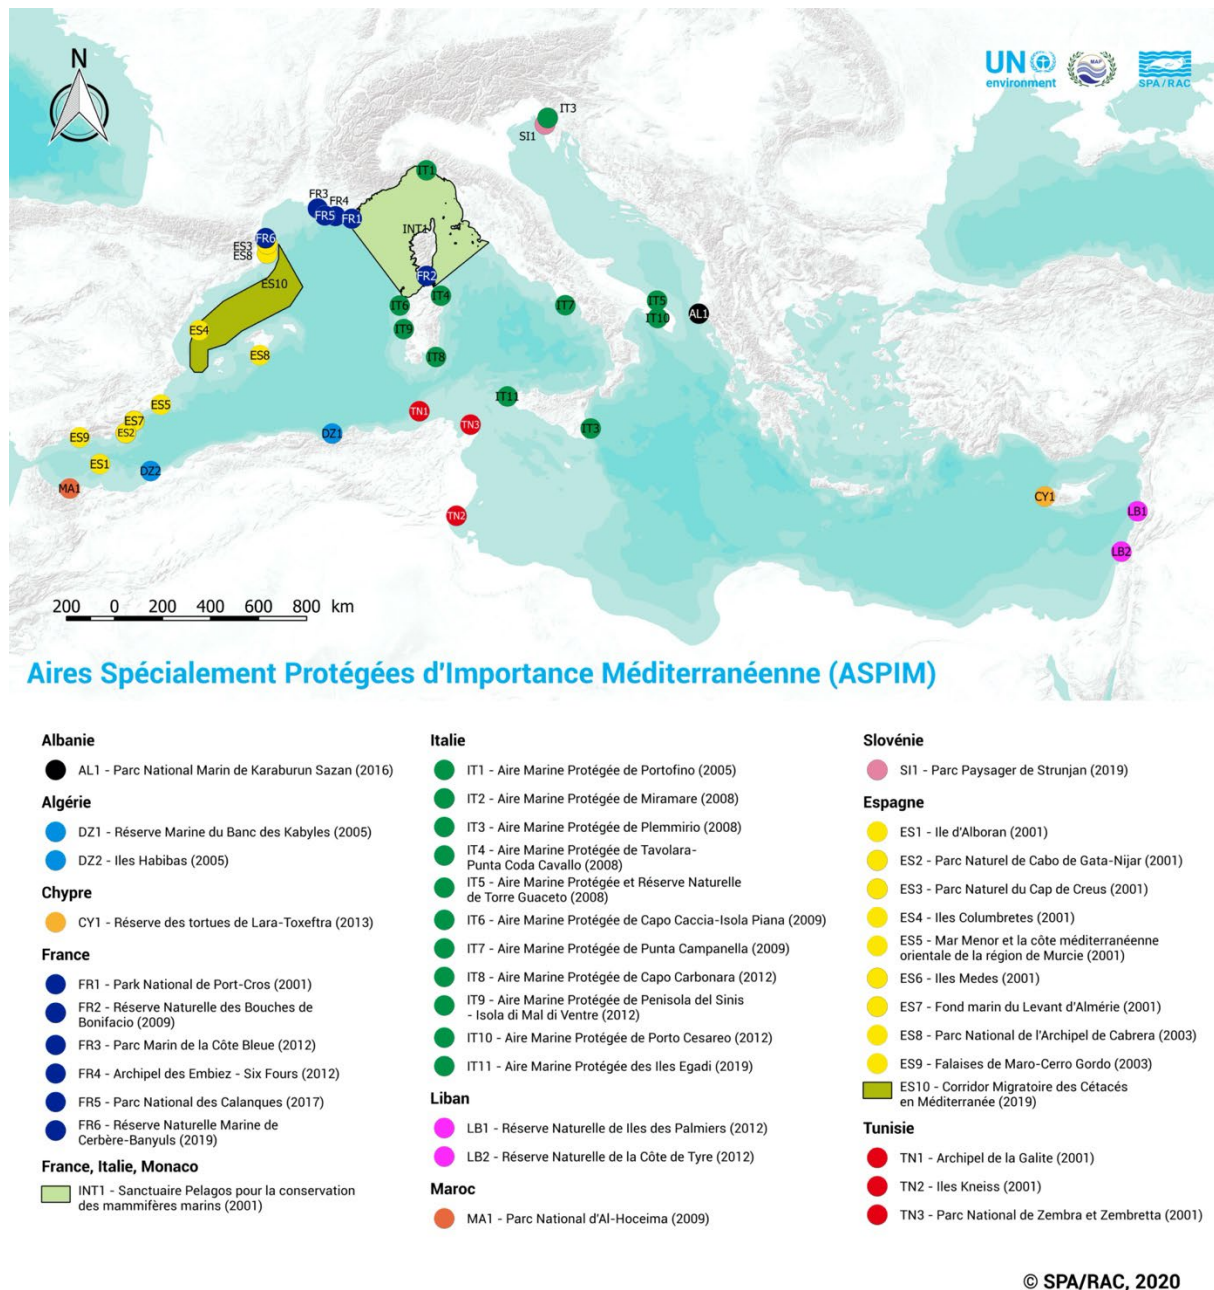 N
UN
environment
MAP
SPA/RAC
IT3
SI1
IT1
FR3
FR4
FR5
FR1
INT1
FR6
ES3
ES8
FR2
ES10
IT4
IT6
IT7
IT5
IT10
AL1
ES4
IT9
ES8
IT8
IT11
ES5
TN1
ES7
TN3
IT3
ES2
ES9
DZ1
ES1
DZ2
MA1
CY1
LB1
TN2
LB2
200 0 200 400 600 800 km
Aires Spécialement Protégées d'Importance Méditerranéenne (ASPIM)
Albanie
AL1 - Parc National Marin de Karaburun Sazan (2016)
Algérie
DZ1 - Réserve Marine du Banc des Kabyles (2005)
DZ2 - Iles Habibas (2005)
Chypre
CY1 - Réserve des tortues de Lara-Toxeftra (2013)
France
FR1 - Park National de Port-Cros (2001)
FR2 - Réserve Naturelle des Bouches de
Bonifacio (2009)
FR3 - Parc Marin de la Côte Bleue (2012)
FR4 - Archipel des Embiez - Six Fours (2012)
FR5 - Parc National des Calanques (2017)
FR6 - Réserve Naturelle Marine de
Cerbère-Banyuls (2019)
France, Italie, Monaco
INT1 - Sanctuaire Pelagos pour la conservation
des mammifères marins (2001)
Italie
IT1 - Aire Marine Protégée de Portofino (2005)
IT2 - Aire Marine Protégée de Miramare (2008)
IT3 - Aire Marine Protégée de Plemmirio (2008)
IT4 - Aire Marine Protégée de Tavolara-
Punta Coda Cavallo (2008)
IT5 - Aire Marine Protégée et Réserve Naturelle
de Torre Guaceto (2008)
IT6 - Aire Marine Protégée de Capo Caccia-Isola Piana (2009)
IT7 - Aire Marine Protégée de Punta Campanella (2009)
IT8 - Aire Marine Protégée de Capo Carbonara (2012)
IT9 - Aire Marine Protégée de Penisola del Sinis
- Isola di Mal di Ventre (2012)
IT10 - Aire Marine Protégée de Porto Cesareo (2012)
IT11 - Aire Marine Protégée des Iles Egadi (2019)
Liban
LB1 - Réserve Naturelle de Iles des Palmiers (2012)
LB2 - Réserve Naturelle de la Côte de Tyre (2012)
Maroc
MA1 - Parc National d'Al-Hoceima (2009)
Slovénie
SI1 - Parc Paysager de Strunjan (2019)
Espagne
ES1 - Ile d'Alboran (2001)
ES2 - Parc Naturel de Cabo de Gata-Nijar (2001)
ES3 - Parc Naturel du Cap de Creus (2001)
ES4 - Iles Columbretes (2001)
ES5 - Mar Menor et la côte méditerranéenne
orientale de la région de Murcie (2001)
ES6 - Iles Medes (2001)
ES7 - Fond marin du Levant d'Almérie (2001)
ES8 - Parc National de l'Archipel de Cabrera (2003)
ES9 - Falaises de Maro-Cerro Gordo (2003)
ES10 - Corridor Migratoire des Cétacés
en Méditerranée (2019)
Tunisie
TN1 - Archipel de la Galite (2001)
TN2 - Iles Kneiss (2001)
TN3 - Parc National de Zembra et Zembretta (2001)
© SPA/RAC, 2020